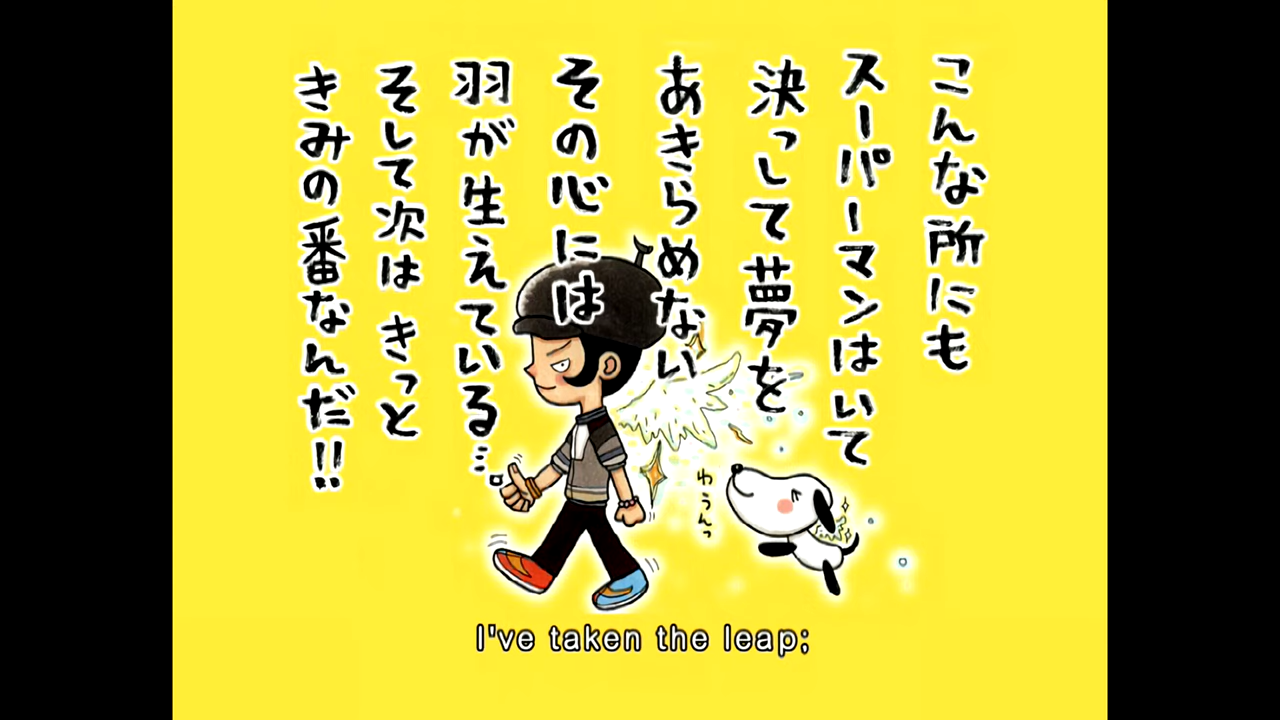 こんな所にも
スーパーマンはいて
決っして夢を
あきらめない
その心には
羽が生えている…。
そして次は きっと
きみの番なんだ!!
わうんっ
I've taken the leap;